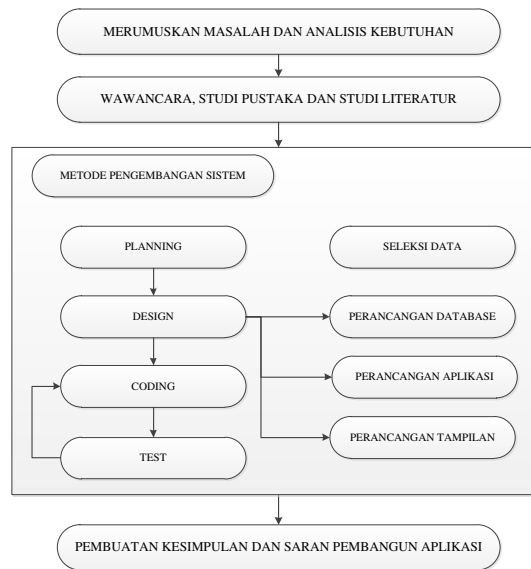 MERUMUSKAN MASALAH DAN ANALISIS KEBUTUHAN
WAWANCARA, STUDI PUSTAKA DAN STUDI LITERATUR
METODE PENGEMBANGAN SISTEM
PLANNING
SELEKSI DATA
DESIGN
PERANCANGAN DATABASE
CODING
PERANCANGAN APLIKASI
TEST
PERANCANGAN TAMPILAN
PEMBUATAN KESIMPULAN DAN SARAN PEMBANGUN APLIKASI